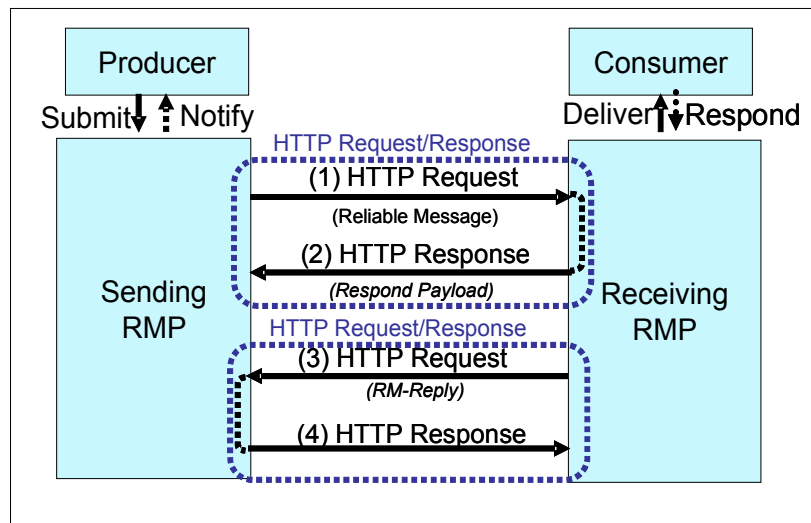 Producer
Consumer
Submit
Notify
Deliver
Respond
HTTP Request/Response
(1) HTTP Request
(Reliable Message)
(2) HTTP Response
(Respond Payload)
Sending
RMP
Receiving
RMP
HTTP Request/Response
(3) HTTP Request
(RM-Reply)
(4) HTTP Response